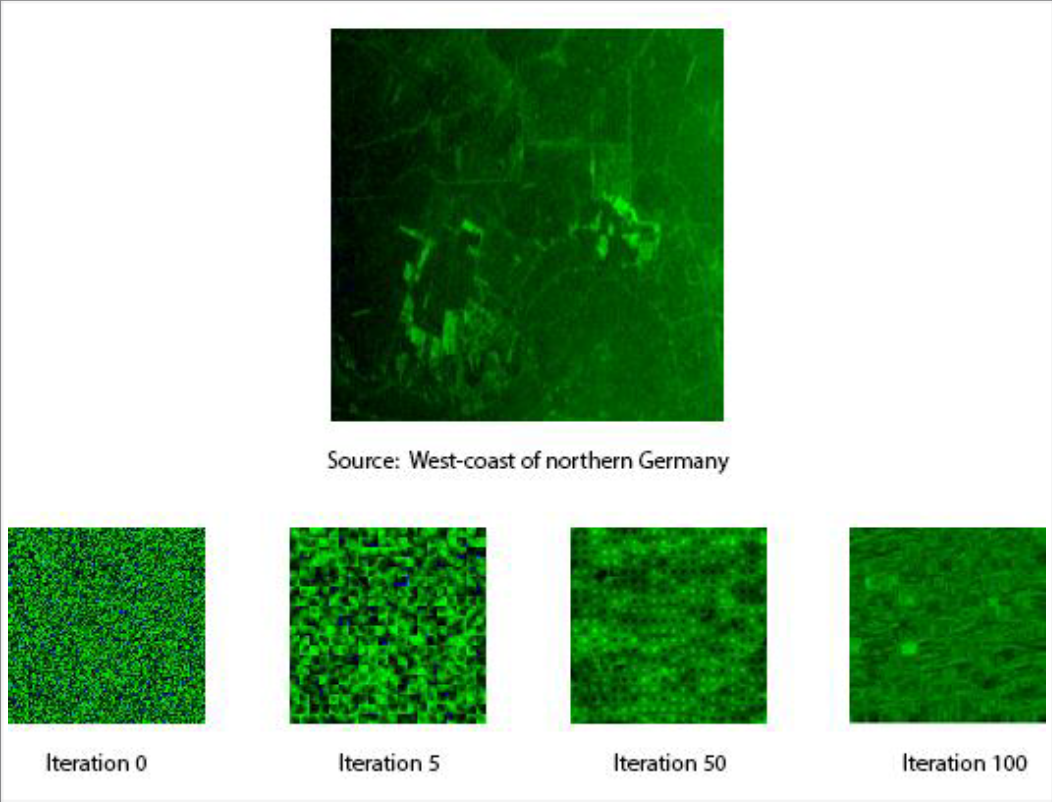 Source: West-coast of northern Germany
Iteration 0
Iteration 5
Iteration 50
Iteration 100